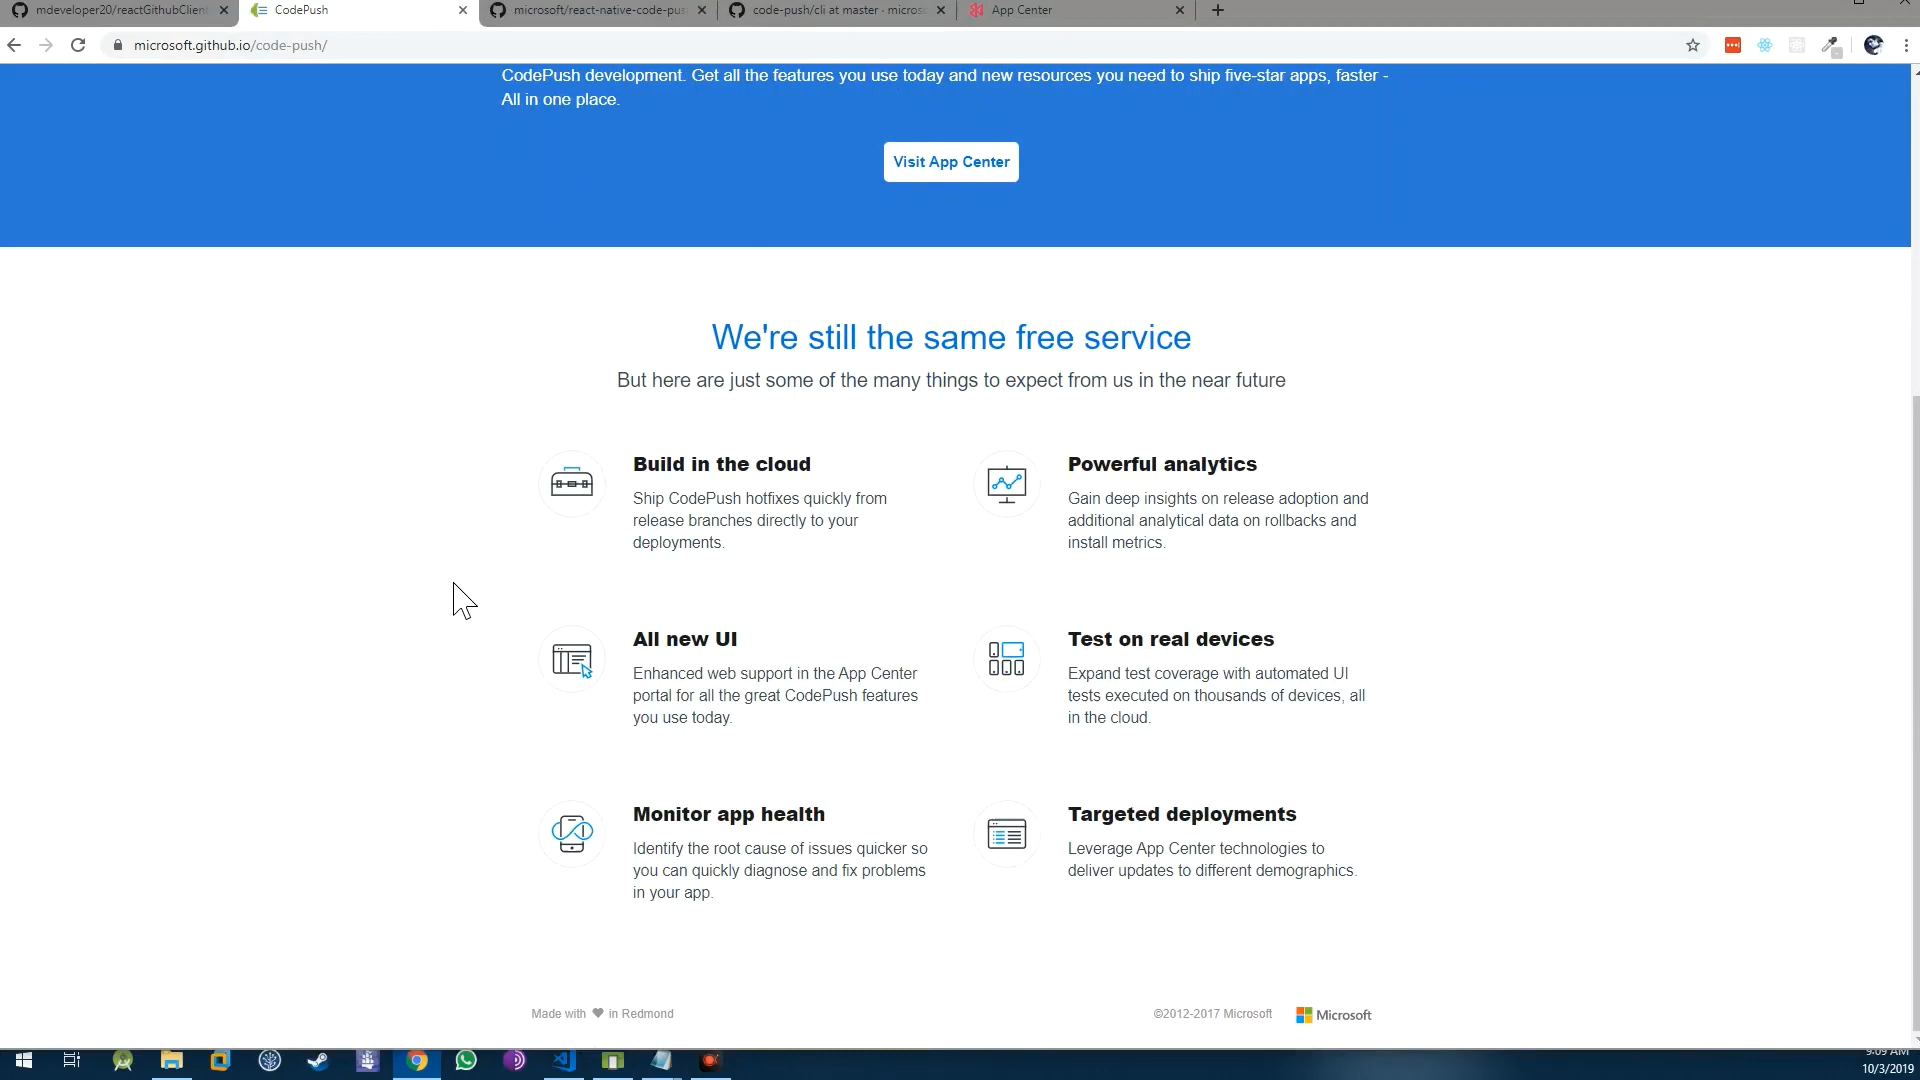 mdeveloper20/reactGithubClient
CodePush
microsoft/react-native-code-pus
code-push/cli at master · micros
App Center
microsoft.github.io/code-push/
CodePush development. Get all the features you use today and new resources you need to ship five-star apps, faster -
All in one place.
Visit App Center
We're still the same free service
But here are just some of the many things to expect from us in the near future
Build in the cloud
Ship CodePush hotfixes quickly from
release branches directly to your
deployments.
Powerful analytics
Gain deep insights on release adoption and
additional analytical data on rollbacks and
install metrics.
All new UI
Enhanced web support in the App Center
portal for all the great CodePush features
you use today.
Test on real devices
Expand test coverage with automated UI
tests executed on thousands of devices, all
in the cloud.
Monitor app health
Identify the root cause of issues quicker so
you can quickly diagnose and fix problems
in your app.
Targeted deployments
Leverage App Center technologies to
deliver updates to different demographics.
Made with ♥ in Redmond
©2012-2017 Microsoft
Microsoft
9:09 AM
10/3/2019